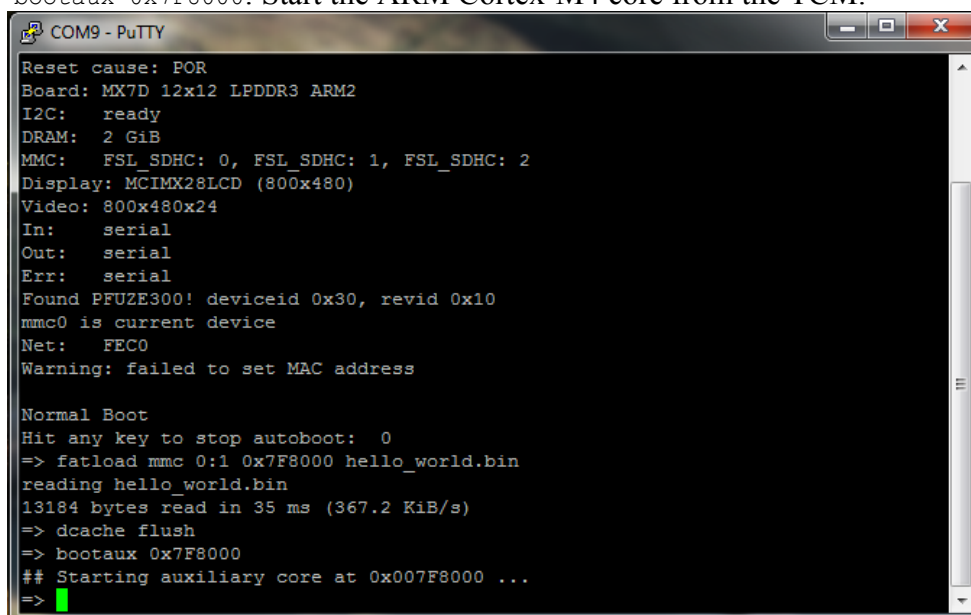 bootaux 0x7F8000. Start the ARM Cortex-M4 core from the TCM.
COM9 - PuTTY
Reset cause: POR
Board: MX7D 12x12 LPDDR3 ARM2
I2C:   ready
DRAM:  2 GiB
MMC:   FSL_SDHC: 0, FSL_SDHC: 1, FSL_SDHC: 2
Display: MCIMX28LCD (800x480)
Video: 800x480x24
In:    serial
Out:   serial
Err:   serial
Found PFUZE300! deviceid 0x30, revid 0x10
mmc0 is current device
Net:   FEC0
Warning: failed to set MAC address
Normal Boot
Hit any key to stop autoboot:  0
=> fatload mmc 0:1 0x7F8000 hello_world.bin
reading hello_world.bin
13184 bytes read in 35 ms (367.2 KiB/s)
=> dcache flush
=> bootaux 0x7F8000
## Starting auxiliary core at 0x007F8000 ...
=>